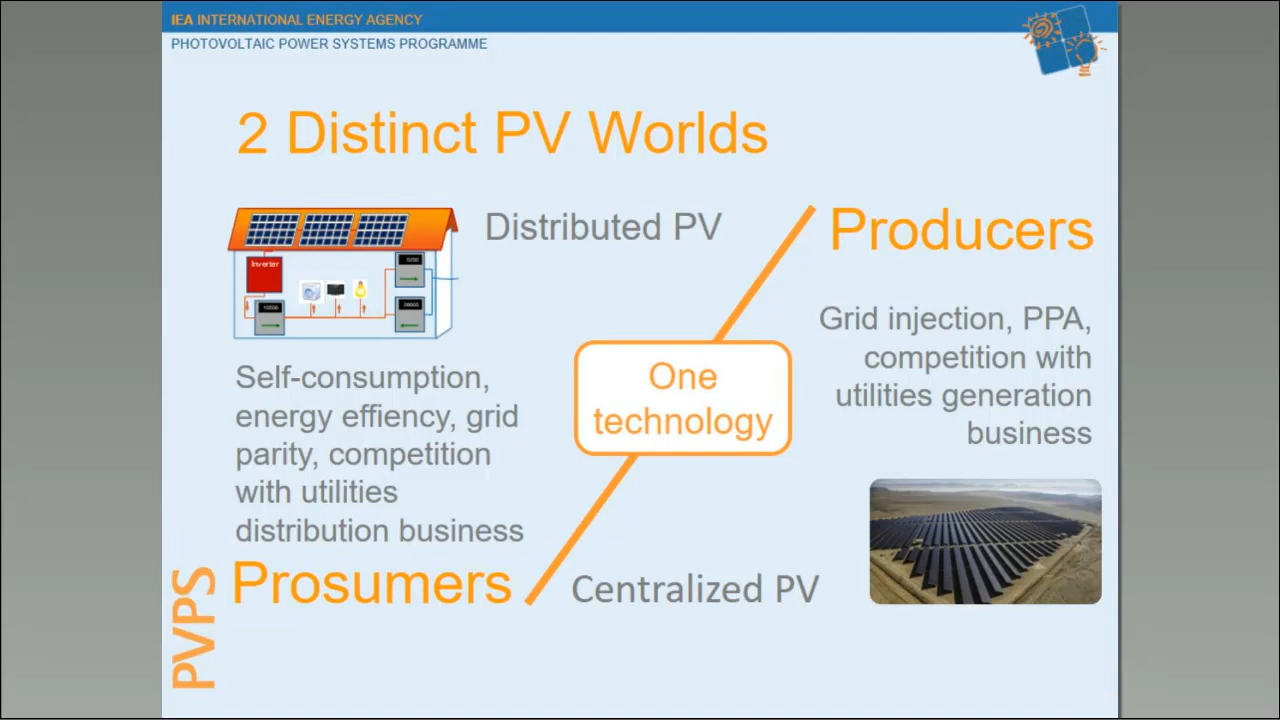 IEA INTERNATIONAL ENERGY AGENCY
PHOTOVOLTAIC POWER SYSTEMS PROGRAMME
2 Distinct PV Worlds
Distributed PV
Inverter
Self-consumption,
energy effiency, grid
parity, competition
with utilities
distribution business
Prosumers
One
technology
Producers
Grid injection, PPA,
competition with
utilities generation
business
Centralized PV
PVPS